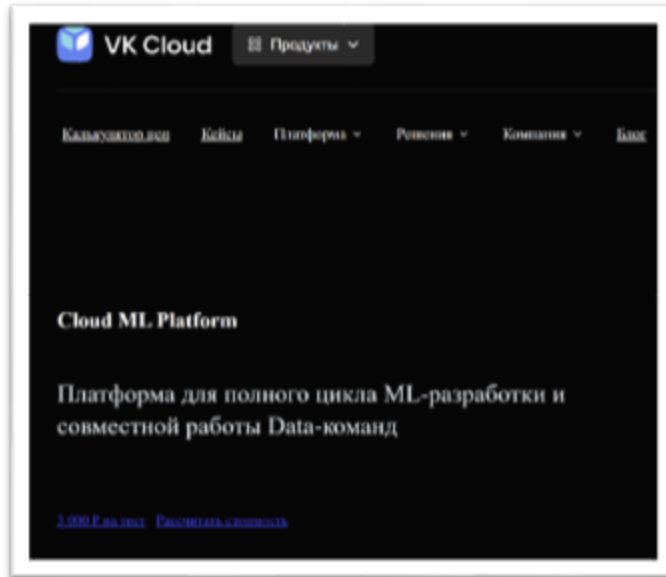 VK Cloud Продукты
Калькулятор цен Кейсы Платформа Решения Компания Блог
Cloud ML Platform
Платформа для полного цикла ML-разработки и
совместной работы Data-команд
3 000 ₽ на тест Рассчитать стоимость